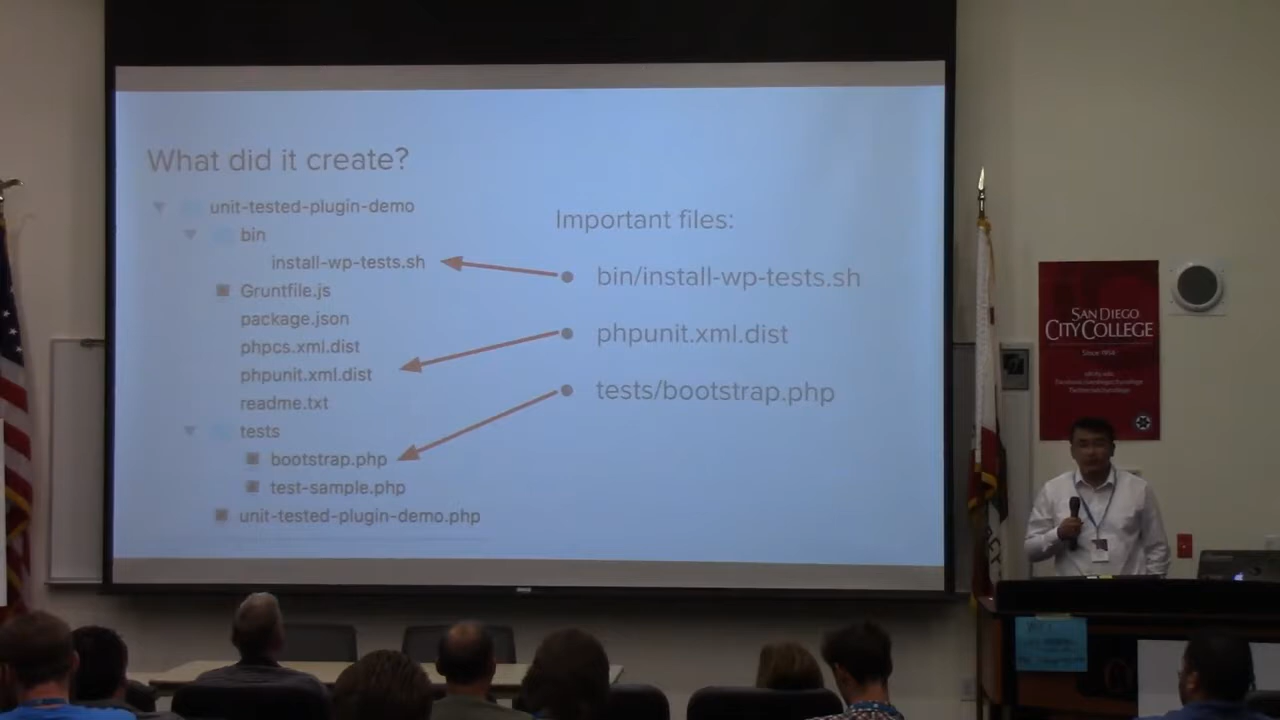 What did it create?
unit-tested-plugin-demo
bin
install-wp-tests.sh
Gruntfile.js
package.json
phpcs.xml.dist
phpunit.xml.dist
readme.txt
tests
bootstrap.php
test-sample.php
unit-tested-plugin-demo.php
Important files:
bin/install-wp-tests.sh
phpunit.xml.dist
tests/bootstrap.php
SAN DIEGO
CITY COLLEGE
Since 1914